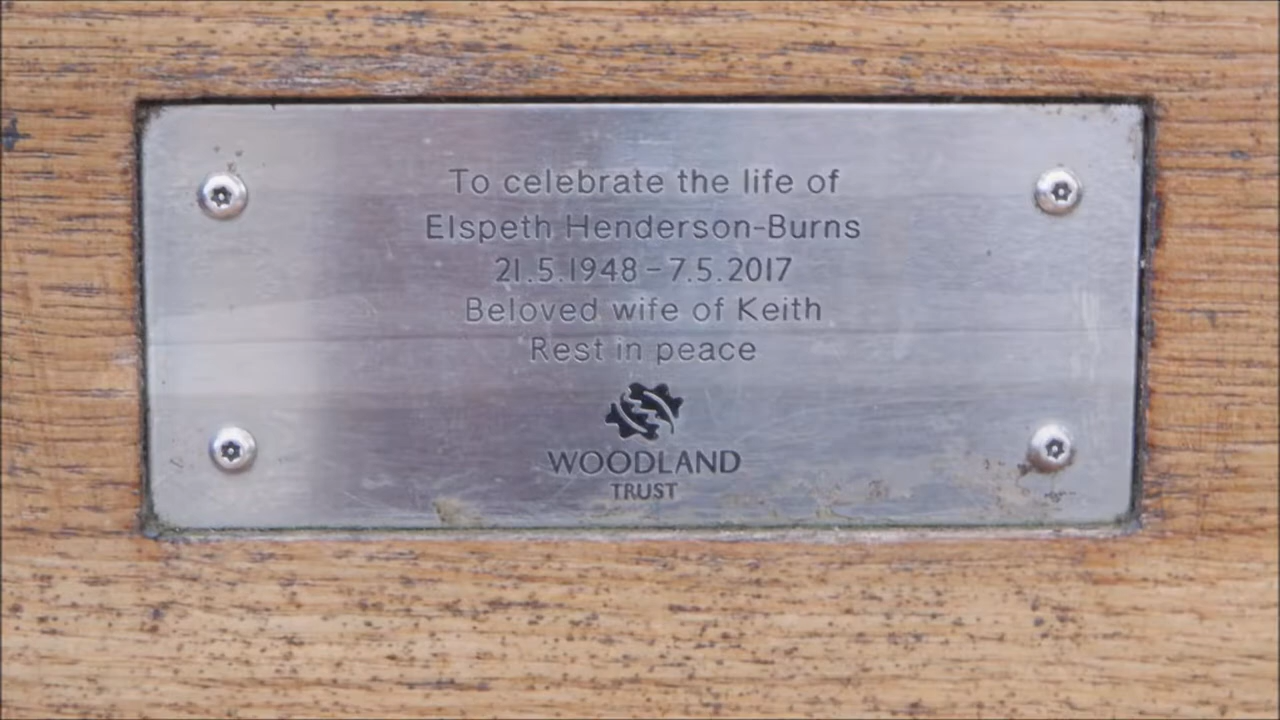 To celebrate the life of
Elspeth Henderson-Burns
21.5.1948 – 7.5.2017
Beloved wife of Keith
Rest in peace
WOODLAND
TRUST